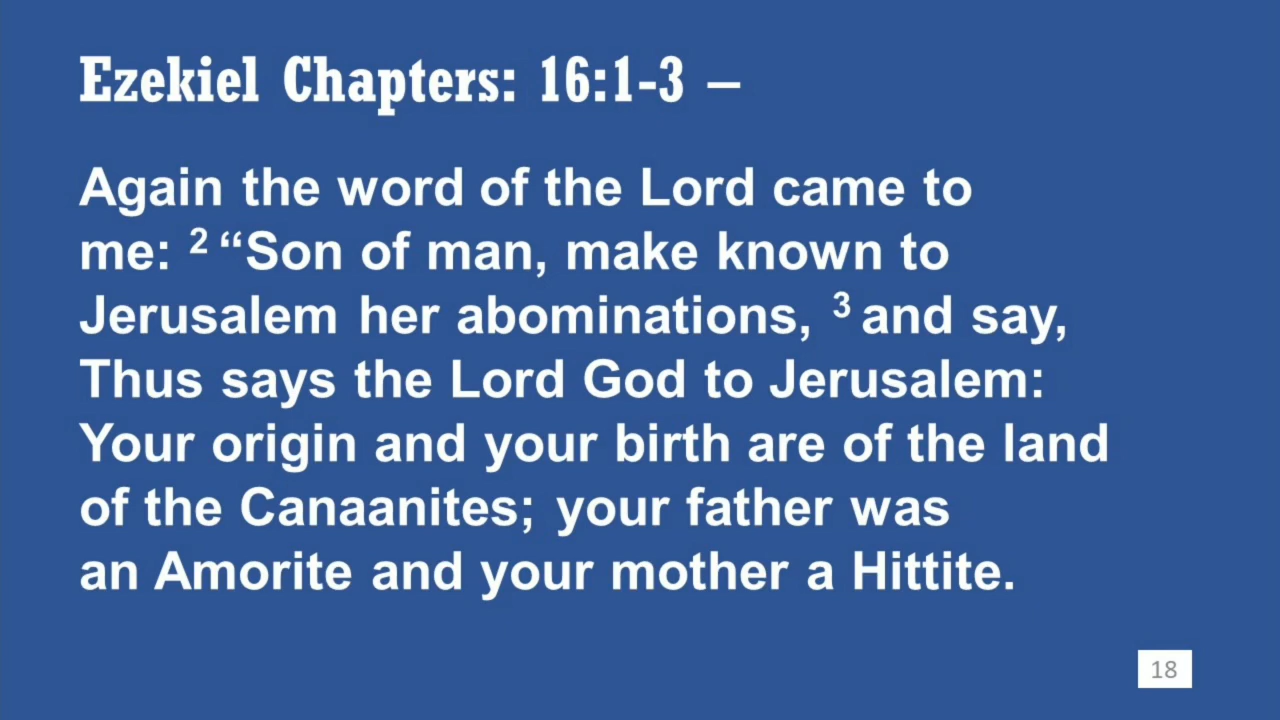 Ezekiel Chapters: 16:1-3 –
Again the word of the Lord came to
me: ² “Son of man, make known to
Jerusalem her abominations, ³ and say,
Thus says the Lord God to Jerusalem:
Your origin and your birth are of the land
of the Canaanites; your father was
an Amorite and your mother a Hittite.
18